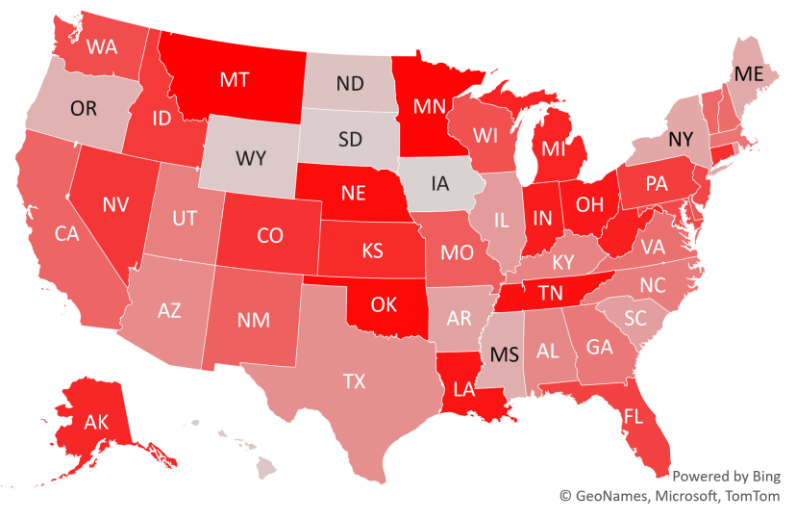 WA
MT
ND
MN
ME
OR
ID
SD
WI
MI
NY
WY
IA
NE
PA
NV
UT
CO
IL
IN
OH
CA
KS
MO
VA
KY
NC
AZ
NM
OK
TN
AR
SC
TX
MS
AL
GA
LA
AK
FL
Powered by Bing
© GeoNames, Microsoft, TomTom